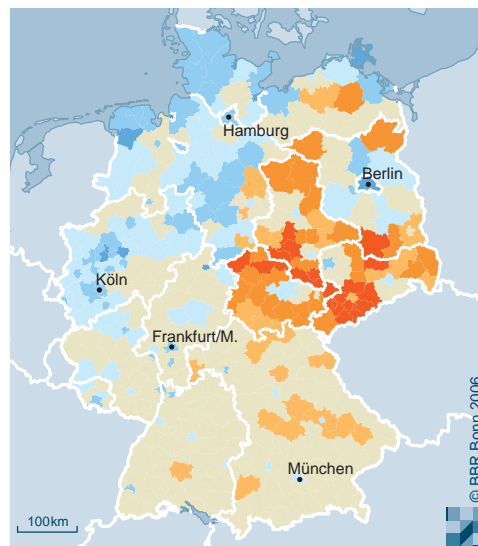 Hamburg
Berlin
Köln
Frankfurt/M.
München
100km
© BBR Bonn 2006